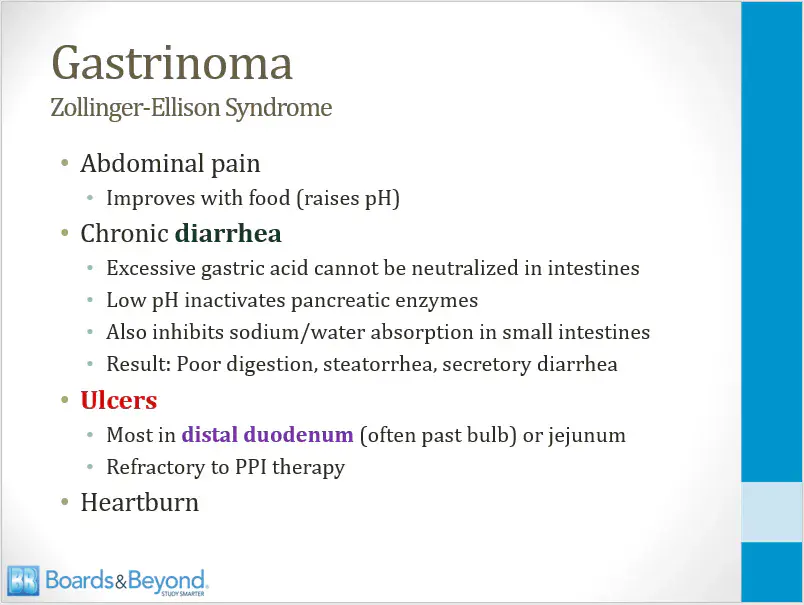 Gastrinoma
Zollinger-Ellison Syndrome
• Abdominal pain
• Improves with food (raises pH)
• Chronic diarrhea
• Excessive gastric acid cannot be neutralized in intestines
• Low pH inactivates pancreatic enzymes
• Also inhibits sodium/water absorption in small intestines
• Result: Poor digestion, steatorrhea, secretory diarrhea
• Ulcers
• Most in distal duodenum (often past bulb) or jejunum
• Refractory to PPI therapy
• Heartburn
BB Boards&Beyond®
STUDY SMARTER